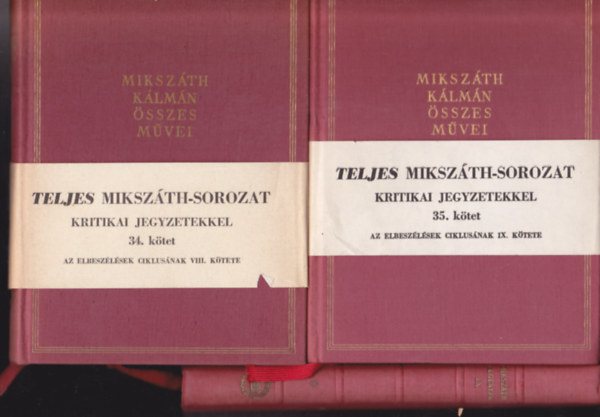 MIKSZÁTH
KÁLMÁN
ÖSSZES
MŰVEI
TELJES MIKSZÁTH-SOROZAT
KRITIKAI JEGYZETEKKEL
34. kötet
AZ ELBESZÉLÉSEK CIKLUSÁNAK VIII. KÖTETE
MIKSZÁTH
KÁLMÁN
ÖSSZES
MŰVEI
TELJES MIKSZÁTH-SOROZAT
KRITIKAI JEGYZETEKKEL
35. kötet
AZ ELBESZÉLÉSEK CIKLUSÁNAK IX. KÖTETE